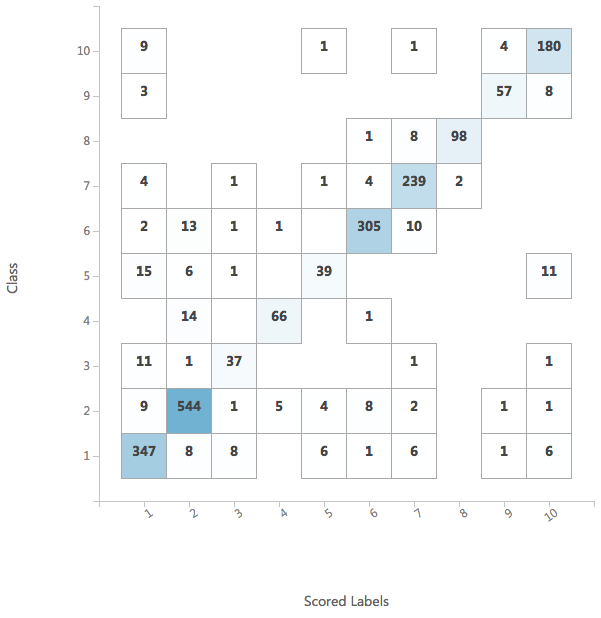 10 9 1 1 4 180
9 3 57 8
8 1 8 98
7 4 1 1 4 239 2
6 2 13 1 1 305 10
5 15 6 1 39 11
4 14 66 1
3 11 1 37 1 1
2 9 544 1 5 4 8 2 1 1
1 347 8 8 6 1 6 1 6
Class
1 2 3 4 5 6 7 8 9 10
Scored Labels